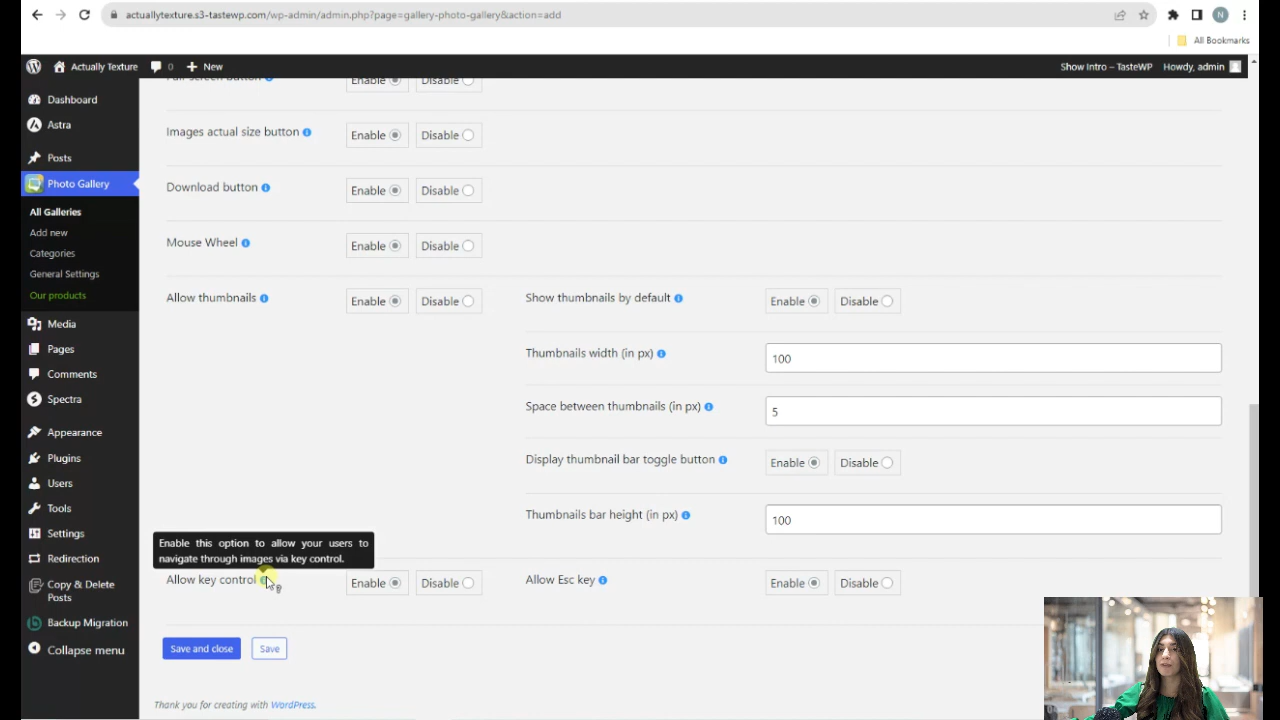 actuallytexture.s3-tastewp.com/wp-admin/admin.php?page=gallery-photo-gallery&action=add
N
All Bookmarks
Actually Texture 0 New Show Intro – TasteWP Howdy, admin
Dashboard
Astra
Posts
Photo Gallery
All Galleries
Add new
Categories
General Settings
Our products
Media
Pages
Comments
Spectra
Appearance
Plugins
Users
Tools
Settings
Redirection
Copy & Delete
Posts
Backup Migration
Collapse menu
Full screen button Enable Disable
Images actual size button Enable Disable
Download button Enable Disable
Mouse Wheel Enable Disable
Allow thumbnails Enable Disable Show thumbnails by default Enable Disable
Thumbnails width (in px) 100
Space between thumbnails (in px) 5
Display thumbnail bar toggle button Enable Disable
Thumbnails bar height (in px) 100
Enable this option to allow your users to
navigate through images via key control.
Allow key control Enable Disable Allow Esc key Enable Disable
Save and close Save
Thank you for creating with WordPress.